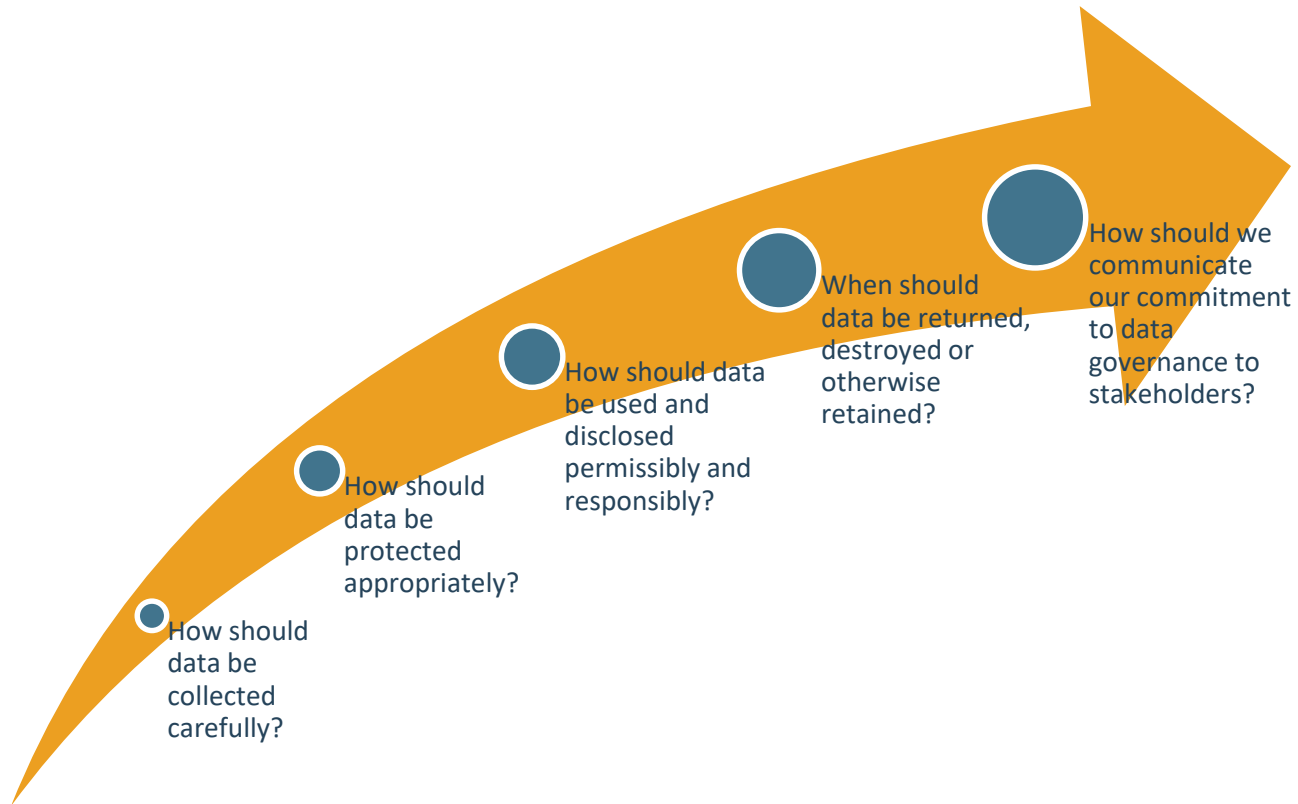 How should
data be
collected
carefully?
How should
data be
protected
appropriately?
How should data
be used and
disclosed
permissibly and
responsibly?
When should
data be returned,
destroyed or
otherwise
retained?
How should we
communicate
our commitment
to data
governance to
stakeholders?